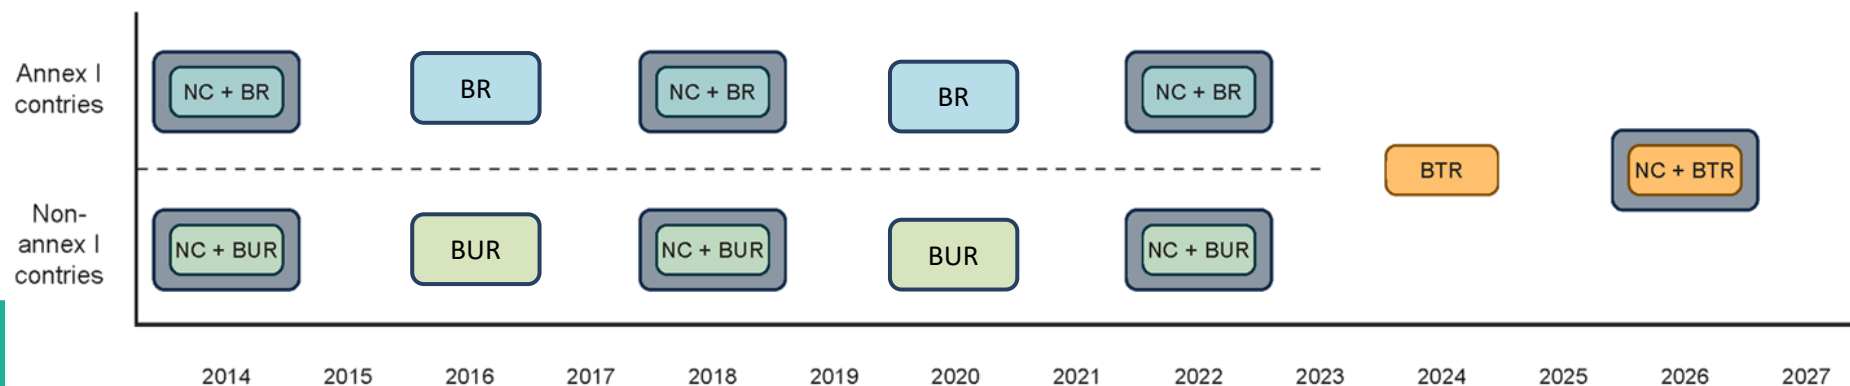 Annex I
contries
NC + BR
BR
NC + BR
BR
NC + BR
BTR
NC + BTR
Non-
annex I
contries
NC + BUR
BUR
NC + BUR
BUR
NC + BUR
2014 2015 2016 2017 2018 2019 2020 2021 2022 2023 2024 2025 2026 2027